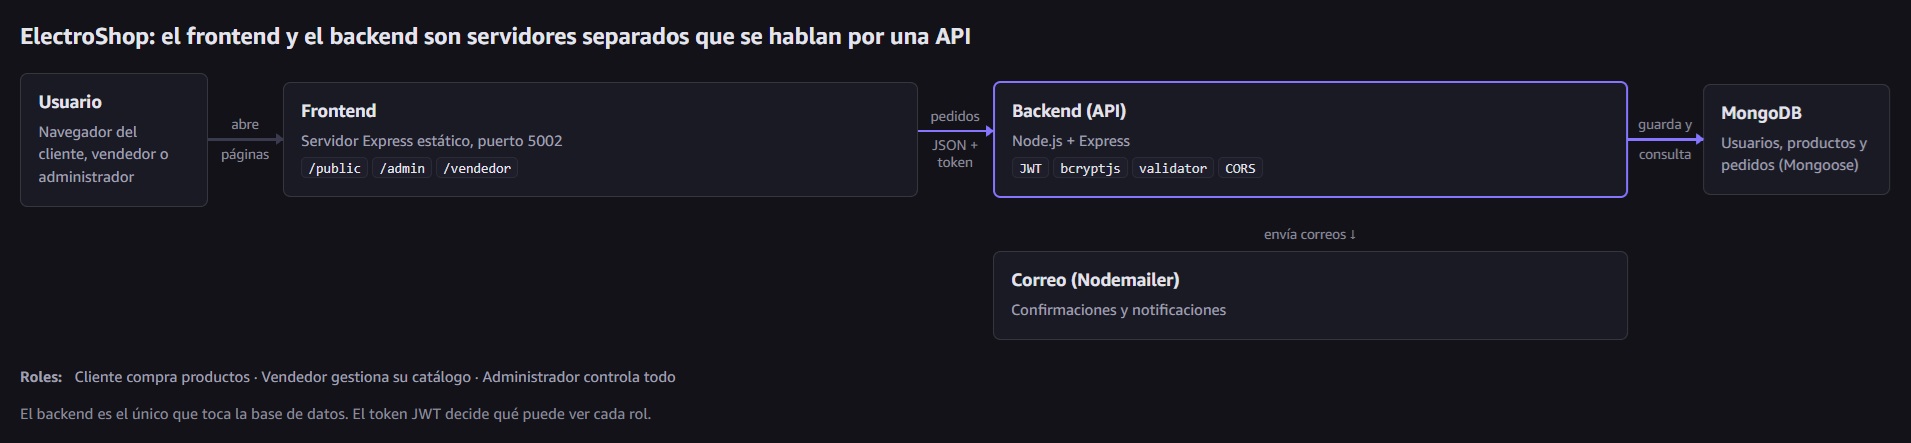 ElectroShop: el frontend y el backend son servidores separados que se hablan por una API
Usuario
Navegador del
cliente, vendedor o
administrador
abre
páginas
Frontend
Servidor Express estático, puerto 5002
/public /admin /vendedor
pedidos
JSON +
token
Backend (API)
Node.js + Express
JWT bcryptjs validator CORS
guarda y
consulta
MongoDB
Usuarios, productos y
pedidos (Mongoose)
envía correos ↓
Correo (Nodemailer)
Confirmaciones y notificaciones
Roles: Cliente compra productos · Vendedor gestiona su catálogo · Administrador controla todo
El backend es el único que toca la base de datos. El token JWT decide qué puede ver cada rol.